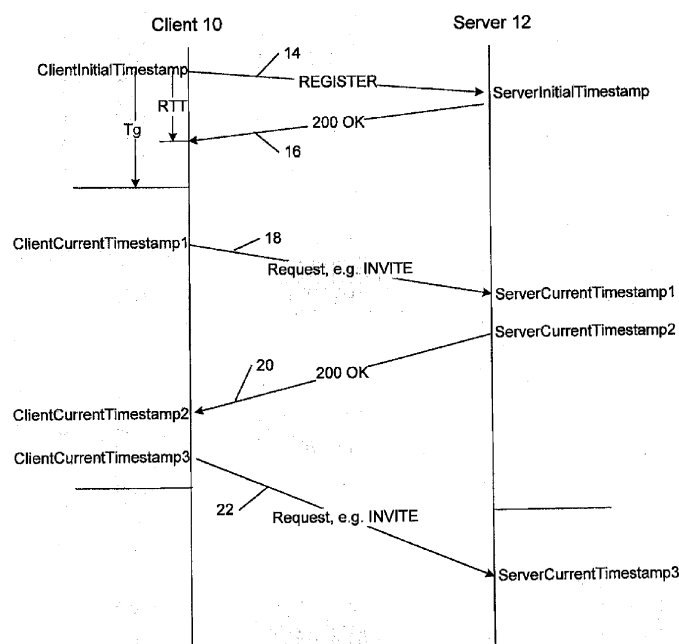 Client 10
Server 12
14
ClientInitialTimestamp
REGISTER
ServerInitialTimestamp
RTT
200 OK
Tg
16
ClientCurrentTimestamp1
18
Request, e.g. INVITE
ServerCurrentTimestamp1
ServerCurrentTimestamp2
20
200 OK
ClientCurrentTimestamp2
ClientCurrentTimestamp3
22
Request, e.g. INVITE
ServerCurrentTimestamp3